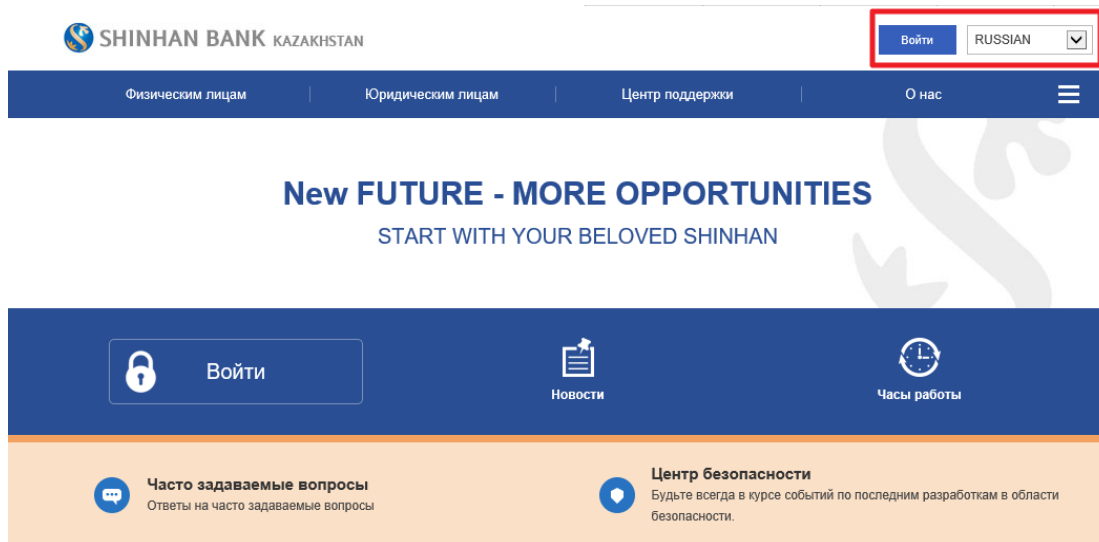 SHINHAN BANK KAZAKHSTAN
Войти
RUSSIAN
Физическим лицам
Юридическим лицам
Центр поддержки
О нас
New FUTURE - MORE OPPORTUNITIES
START WITH YOUR BELOVED SHINHAN
Войти
Новости
Часы работы
Часто задаваемые вопросы
Ответы на часто задаваемые вопросы
Центр безопасности
Будьте всегда в курсе событий по последним разработкам в области
безопасности.